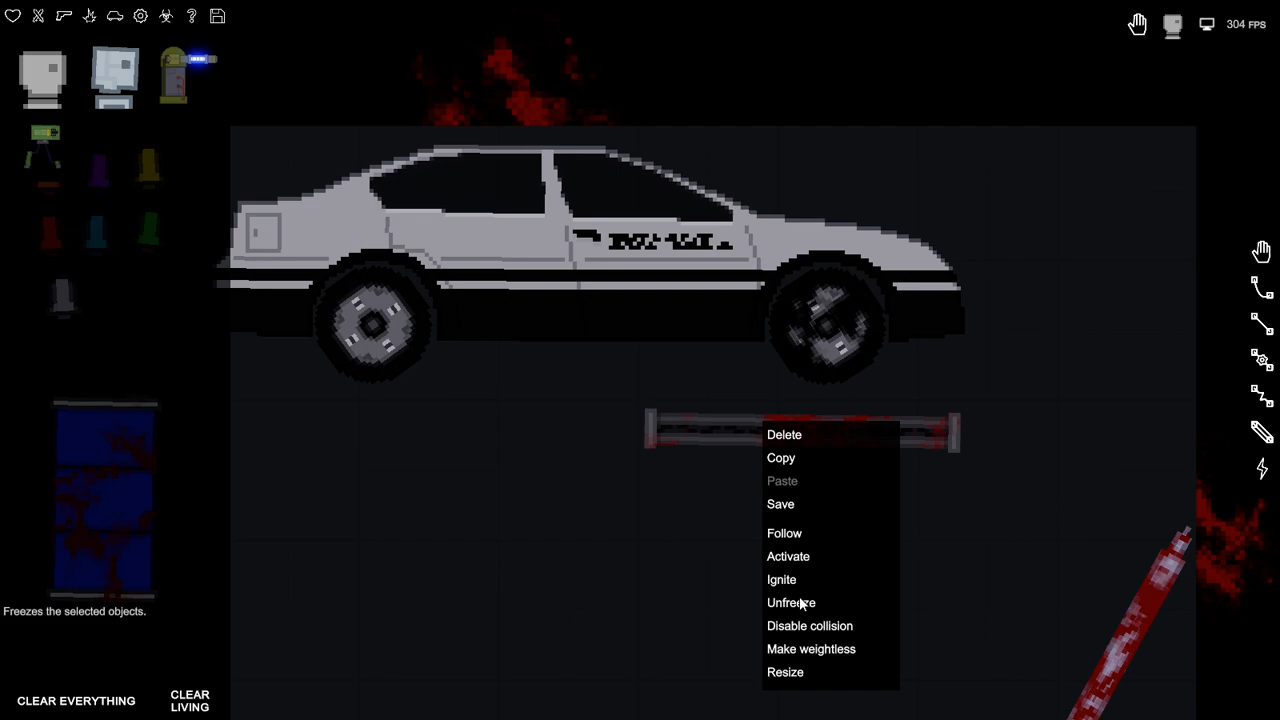 304 FPS
Delete
Copy
Paste
Save
Follow
Activate
Ignite
Unfreeze
Disable collision
Make weightless
Resize
Freezes the selected objects.
CLEAR EVERYTHING
CLEAR
LIVING